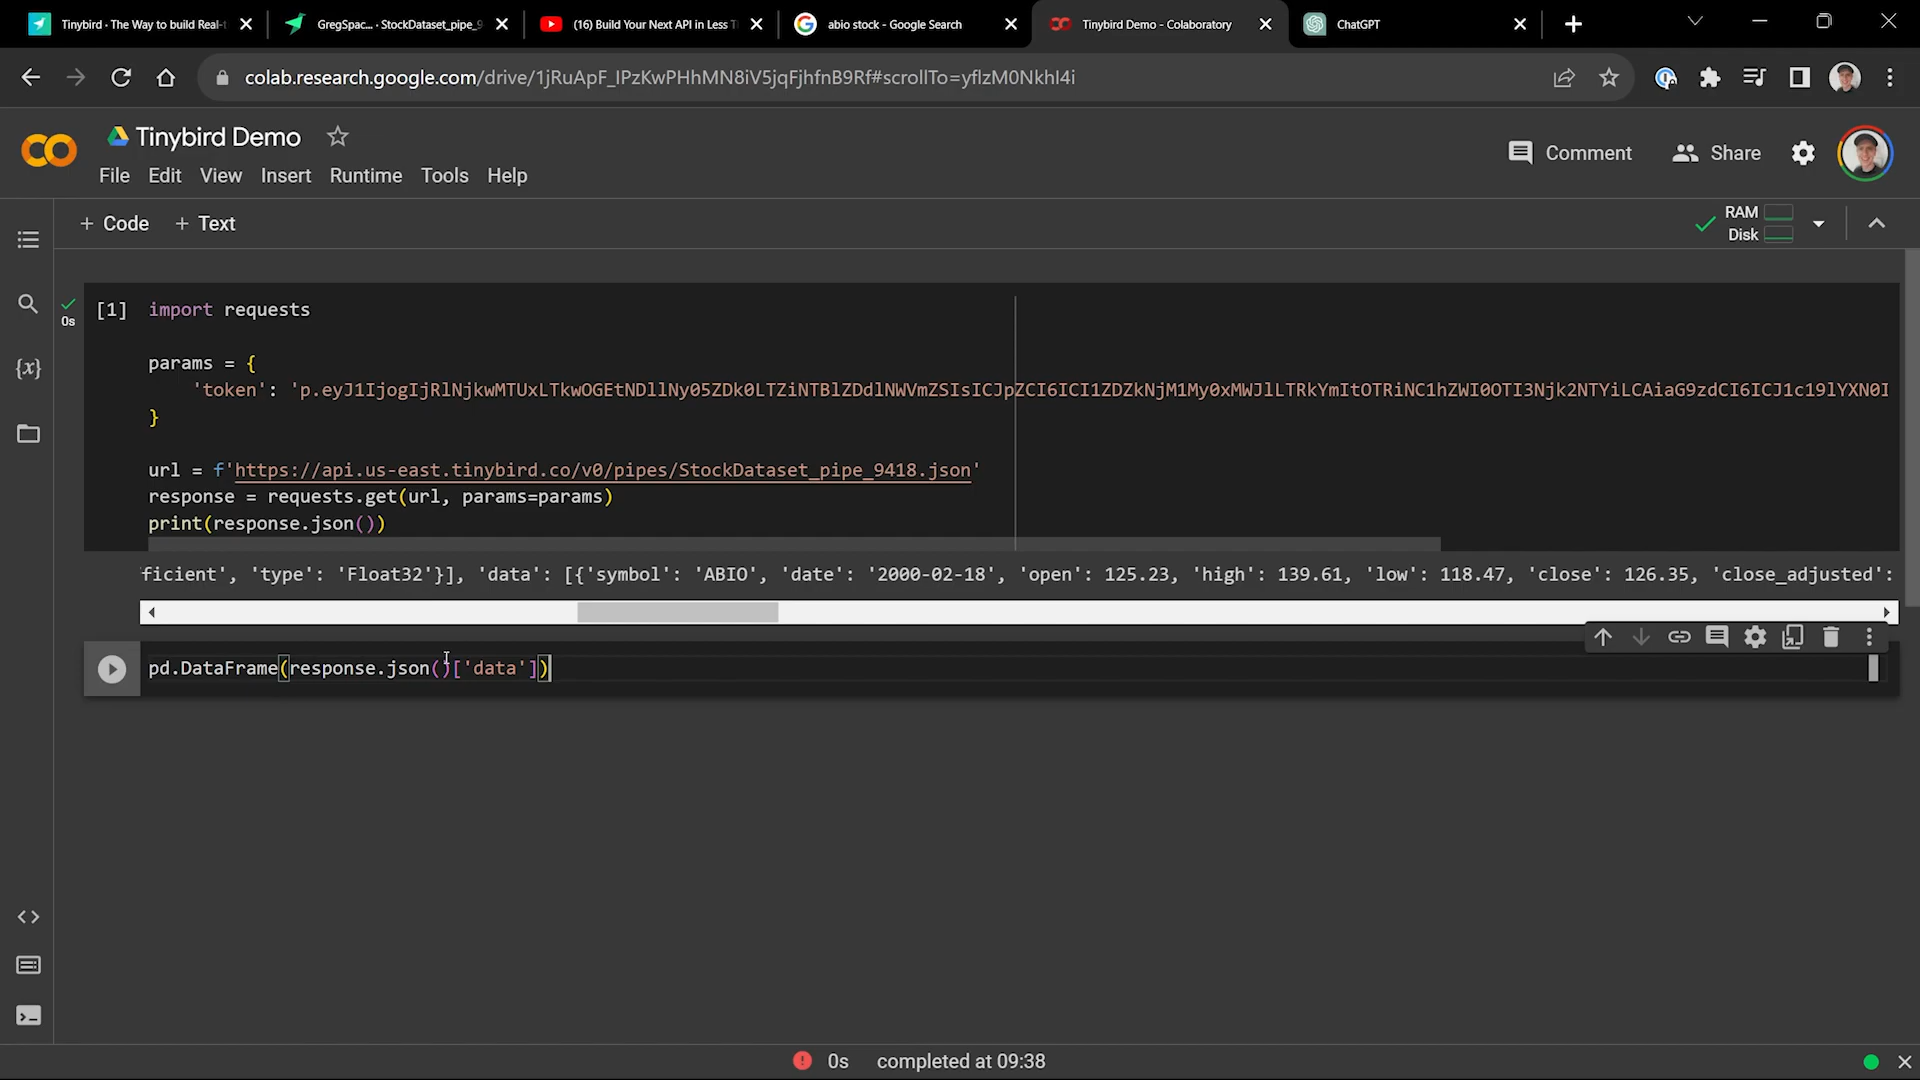 Tinybird · The Way to build Real-t
GregSpac... · StockDataset_pipe_9
(16) Build Your Next API in Less T
abio stock - Google Search
Tinybird Demo - Colaboratory
ChatGPT
colab.research.google.com/drive/1jRuApF_IPzKwPHhMN8iV5jqFjhfnB9Rf#scrollTo=yflzM0NkhI4i
Tinybird Demo
Comment
Share
File Edit View Insert Runtime Tools Help
+ Code + Text
RAM
Disk
0s
[1] import requests
params = {
'token': 'p.eyJ1IjogIjRlNjkwMTUxLTkwOGEtNDllNy05ZDk0LTZiNTBlZDdlNWVmZSIsICJpZCI6ICI1ZDZkNjM1My0xMWJlLTRkYmItOTRiNC1hZWI0OTI3Njk2NTYiLCAiaG9zdCI6ICJ1c19lYXN0I
}
url = f'https://api.us-east.tinybird.co/v0/pipes/StockDataset_pipe_9418.json'
response = requests.get(url, params=params)
print(response.json())
'ficient', 'type': 'Float32'}], 'data': [{'symbol': 'ABIO', 'date': '2000-02-18', 'open': 125.23, 'high': 139.61, 'low': 118.47, 'close': 126.35, 'close_adjusted':
pd.DataFrame(response.json()['data'])
0s completed at 09:38